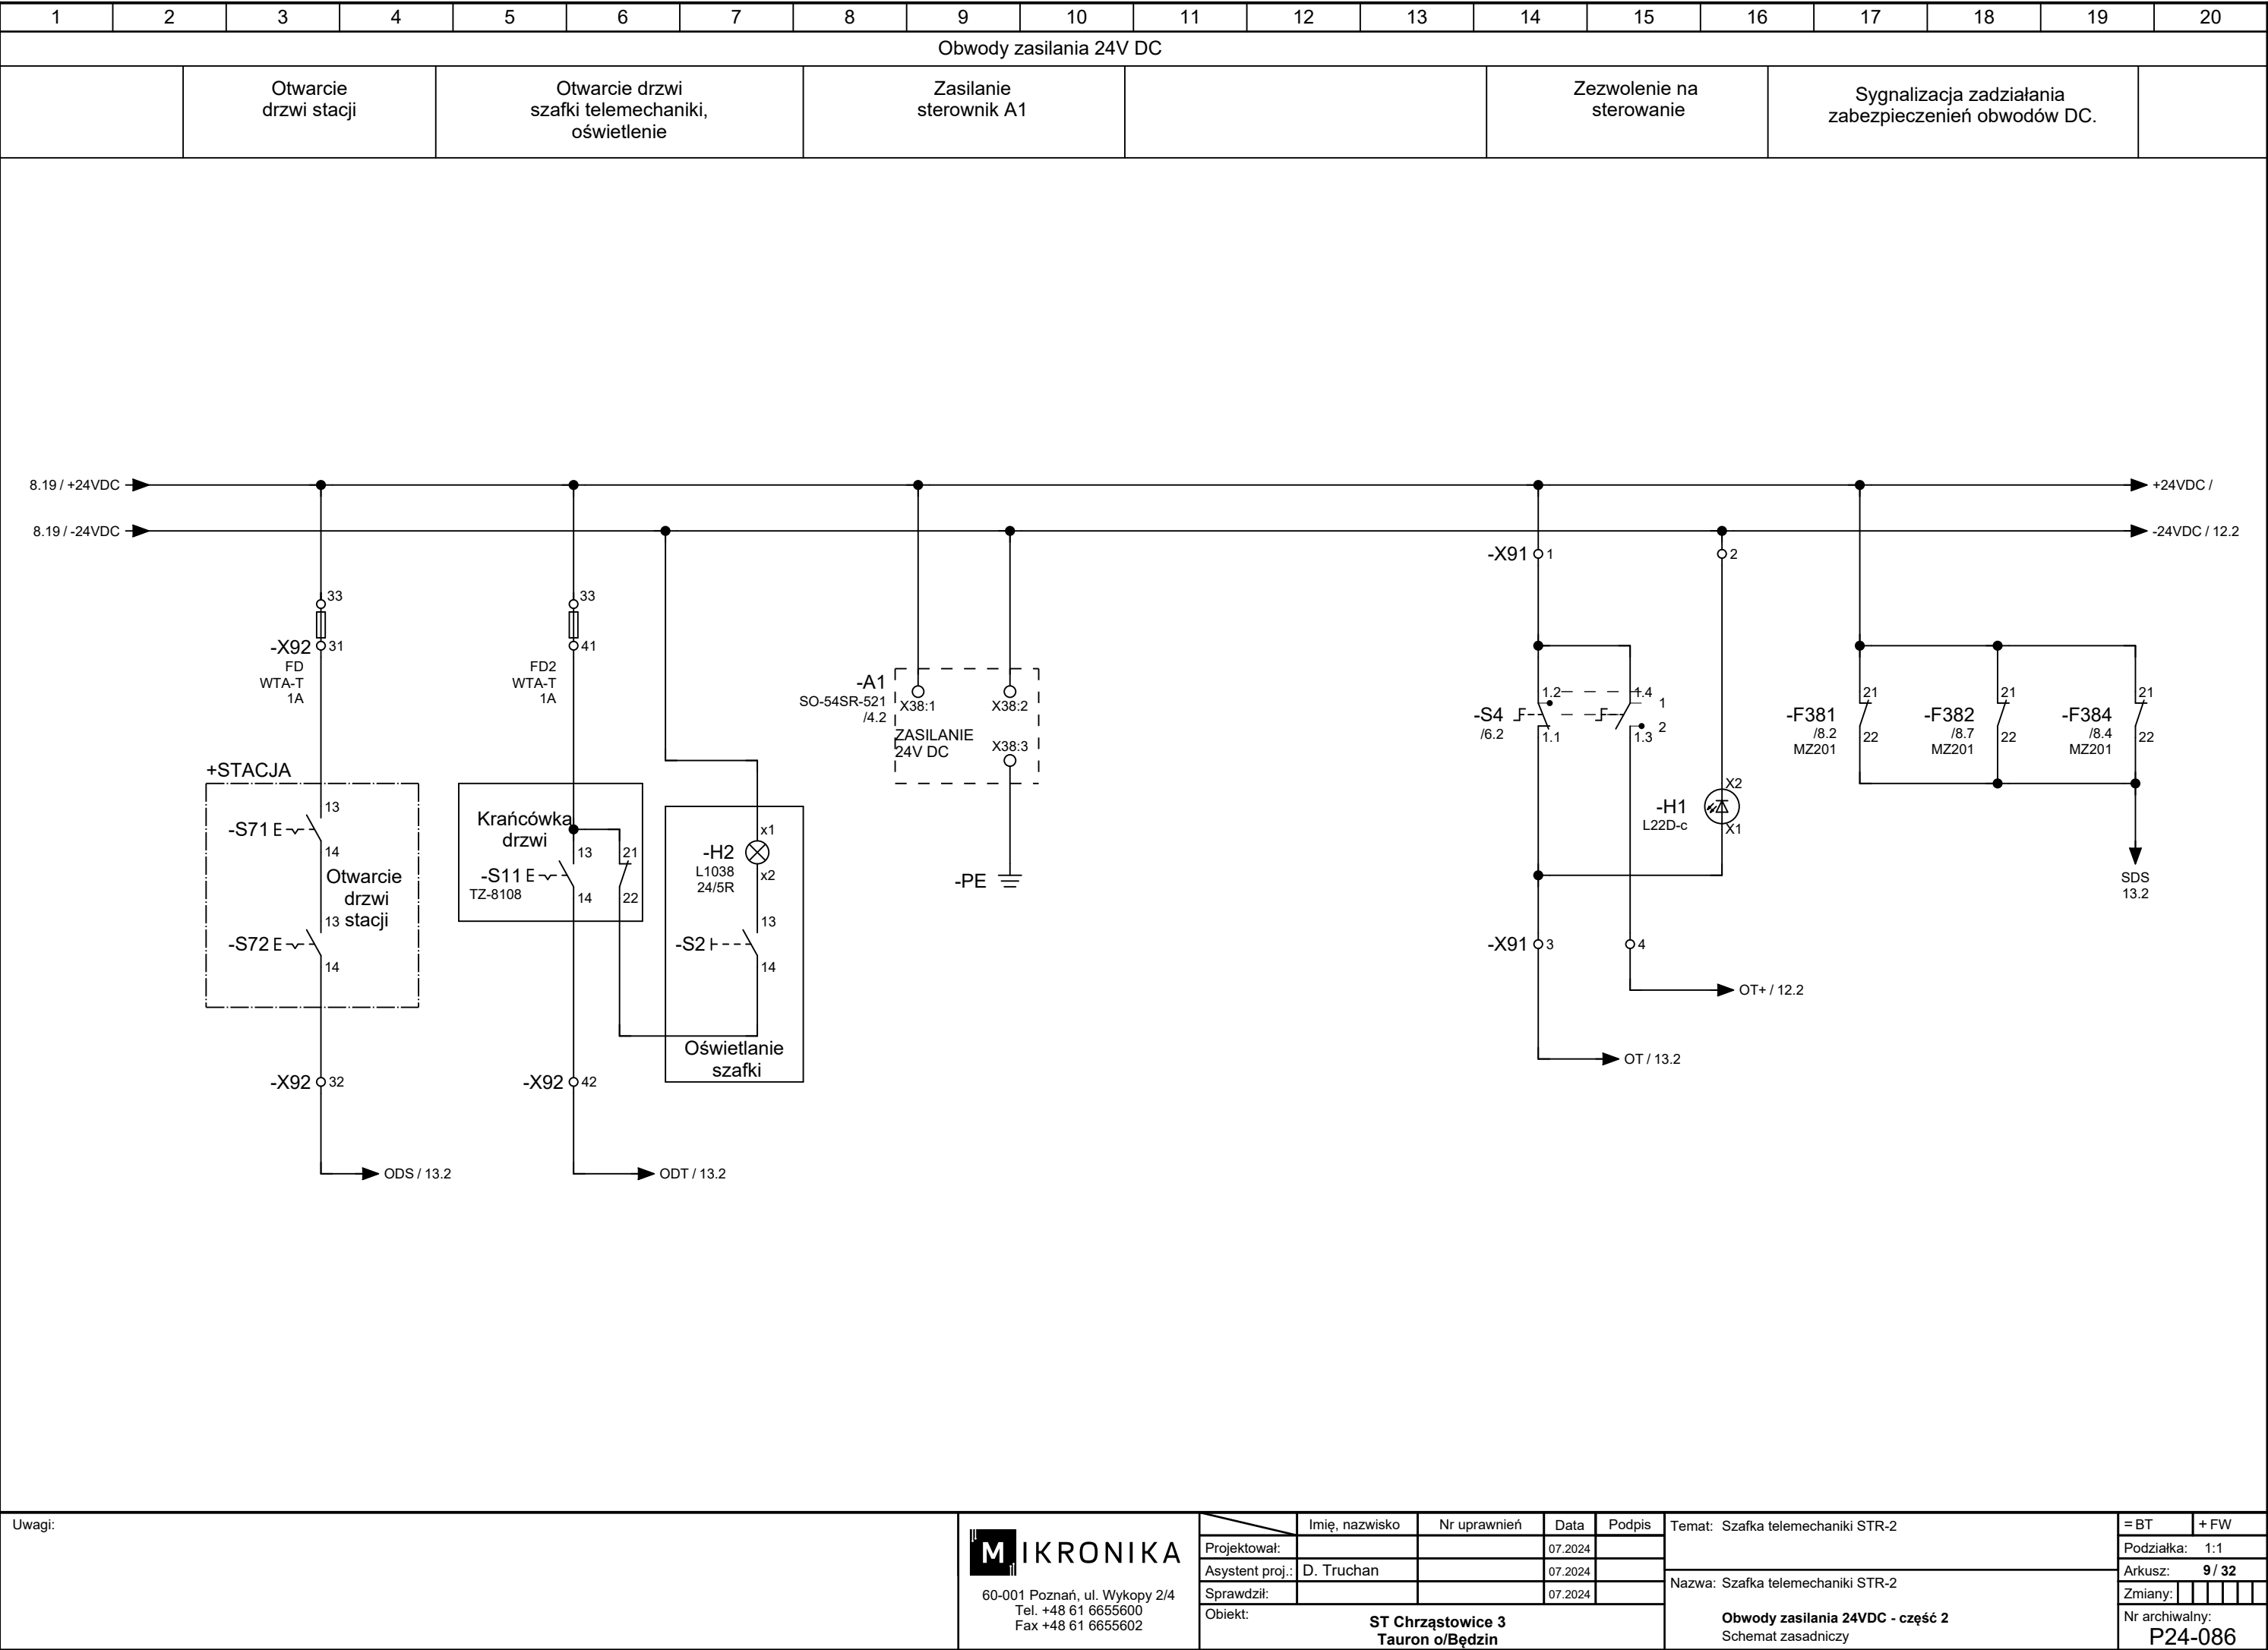 1 2 3 4 5 6 7 8 9 10 11 12 13 14 15 16 17 18 19 20
Obwody zasilania 24V DC
Otwarcie
drzwi stacji
Otwarcie drzwi
szafki telemechaniki,
oświetlenie
Zasilanie
sterownik A1
Zezwolenie na
sterowanie
Sygnalizacja zadziałania
zabezpieczeń obwodów DC.
8.19 / +24VDC
+24VDC /
8.19 / -24VDC
-24VDC / 12.2
33
-X92 31
FD
WTA-T
1A
+STACJA
13
-S71 E
14
Otwarcie
drzwi
stacji
13
-S72 E
14
-X92 32
ODS / 13.2
33
41
FD2
WTA-T
1A
Krańcówka
drzwi
13 21
-S11 E
TZ-8108
14 22
-X92 42
ODT / 13.2
x1
-H2
L1038
24/5R
x2
13
-S2
14
Oświetlanie
szafki
-A1
SO-54SR-521
/4.2
X38:1 X38:2
ZASILANIE
24V DC
X38:3
-PE
-X91 1 2
1.2 1.4
1
-S4
/6.2
2
1.1 1.3
X2
-H1
L22D-c
X1
-X91 3 4
OT+ / 12.2
OT / 13.2
21
-F381
/8.2
MZ201
22
21
-F382
/8.7
MZ201
22
21
-F384
/8.4
MZ201
22
SDS
13.2
Uwagi:
MIKRONIKA
60-001 Poznań, ul. Wykopy 2/4
Tel. +48 61 6655600
Fax +48 61 6655602
Imię, nazwisko Nr uprawnień Data Podpis
Projektował: 07.2024
Asystent proj.: D. Truchan 07.2024
Sprawdził: 07.2024
Obiekt:
ST Chrząstowice 3
Tauron o/Będzin
Temat: Szafka telemechaniki STR-2
Nazwa: Szafka telemechaniki STR-2
Obwody zasilania 24VDC - część 2
Schemat zasadniczy
= BT + FW
Podziałka: 1:1
Arkusz: 9 / 32
Zmiany:
Nr archiwalny:
P24-086